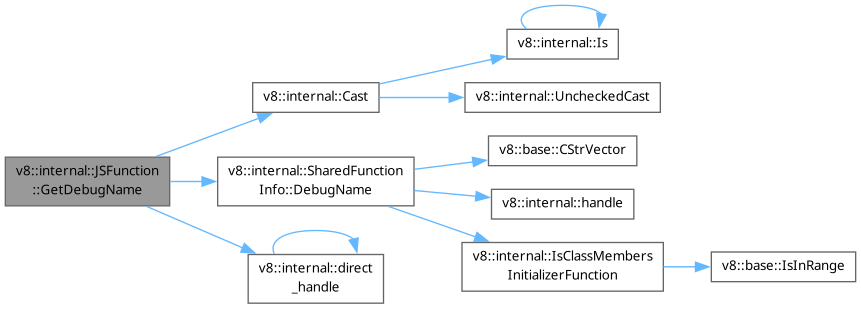 v8::internal::Is
v8::internal::Cast
v8::internal::UncheckedCast
v8::internal::JSFunction
::GetDebugName
v8::internal::SharedFunction
Info::DebugName
v8::base::CStrVector
v8::internal::handle
v8::internal::IsClassMembers
InitializerFunction
v8::base::IsInRange
v8::internal::direct
_handle